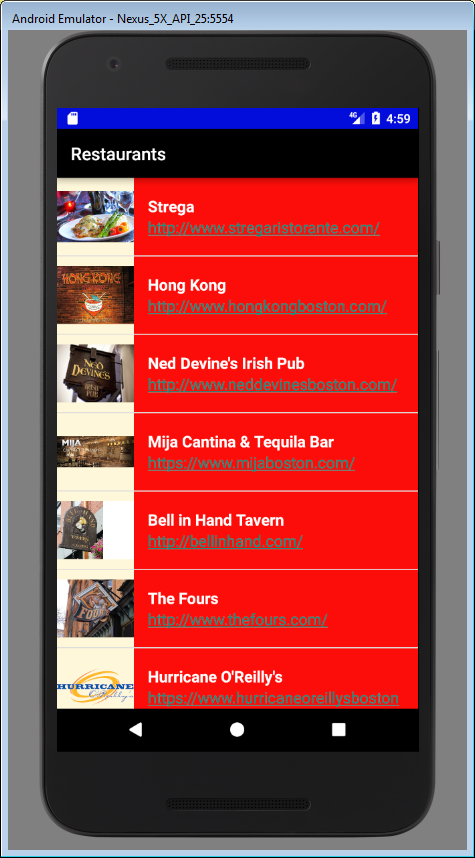 Android Emulator - Nexus_5X_API_25:5554
4G 4:59
Restaurants
Strega
http://www.stregaristorante.com/
HONG KONG
Hong Kong
http://www.hongkongboston.com/
NED
DEVINE'S
IRISH
PUB
Ned Devine's Irish Pub
http://www.neddevinesboston.com/
MIJA
Mija Cantina & Tequila Bar
https://www.mijaboston.com/
Bell in Hand Tavern
http://bellinhand.com/
FOURS
The Fours
http://www.thefours.com/
HURRICANE
O'Reilly's
Hurricane O'Reilly's
https://www.hurricaneoreillysboston